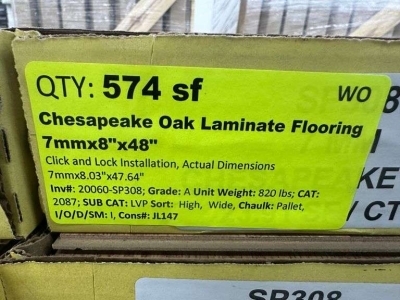 QTY: 574 sf WO
Chesapeake Oak Laminate Flooring
7mmx8"x48"
Click and Lock Installation, Actual Dimensions
7mmx8.03"x47.64"
Inv#: 20060-SP308; Grade: A Unit Weight: 820 lbs; CAT:
2087; SUB CAT: LVP Sort: High, Wide, Chaulk: Pallet,
I/O/D/SM: I, Cons#: JL147
SP308